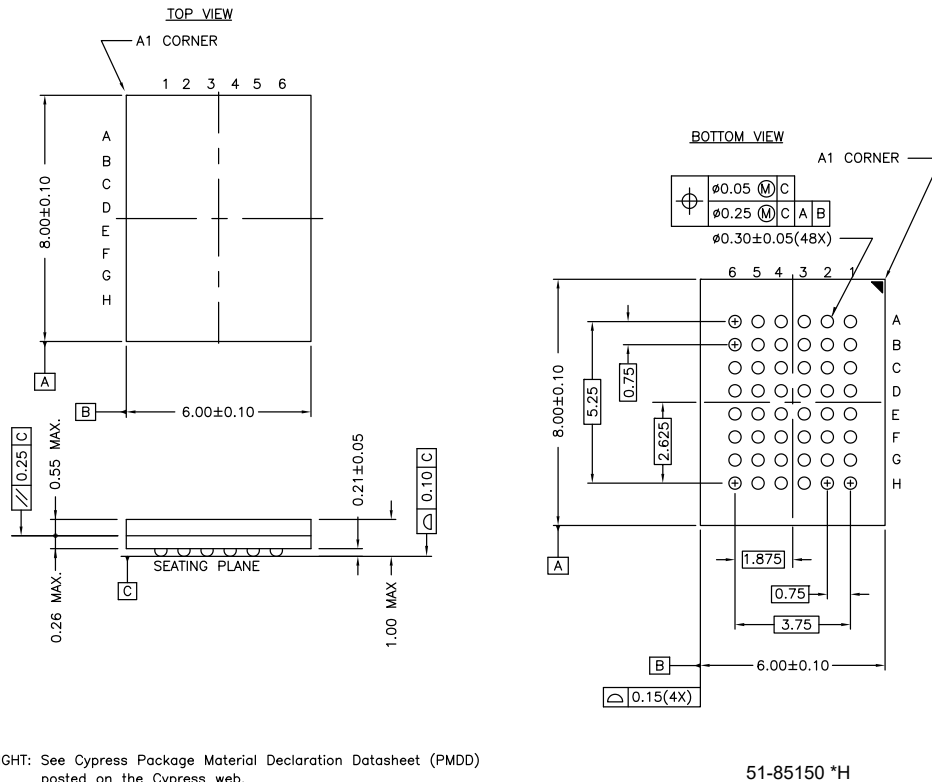 TOP VIEW
A1 CORNER
1 2 3 4 5 6
A
B
C
D
E
F
G
H
8.00±0.10
A
B
6.00±0.10
// 0.25 C
0.55 MAX.
0.21±0.05
0.10 C
SEATING PLANE
C
0.26 MAX.
1.00 MAX
BOTTOM VIEW
A1 CORNER
ø0.05 Ⓜ C
ø0.25 Ⓜ C A B
ø0.30±0.05(48X)
6 5 4 3 2 1
A
B
C
D
E
F
G
H
8.00±0.10
5.25
0.75
2.625
A
1.875
0.75
3.75
B
6.00±0.10
0.15(4X)
GHT: See Cypress Package Material Declaration Datasheet (PMDD)
posted on the Cypress web.
51-85150 *H